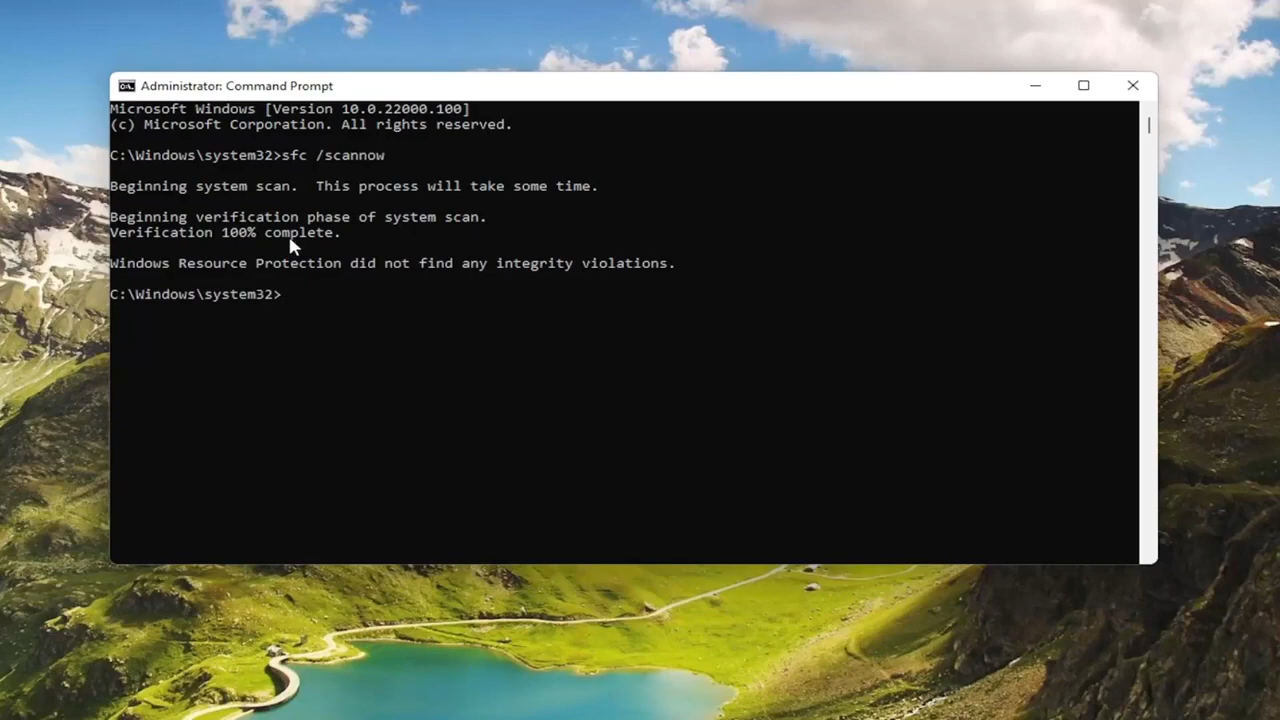 Administrator: Command Prompt
Microsoft Windows [Version 10.0.22000.100]
(c) Microsoft Corporation. All rights reserved.
C:\Windows\system32>sfc /scannow
Beginning system scan.  This process will take some time.
Beginning verification phase of system scan.
Verification 100% complete.
Windows Resource Protection did not find any integrity violations.
C:\Windows\system32>